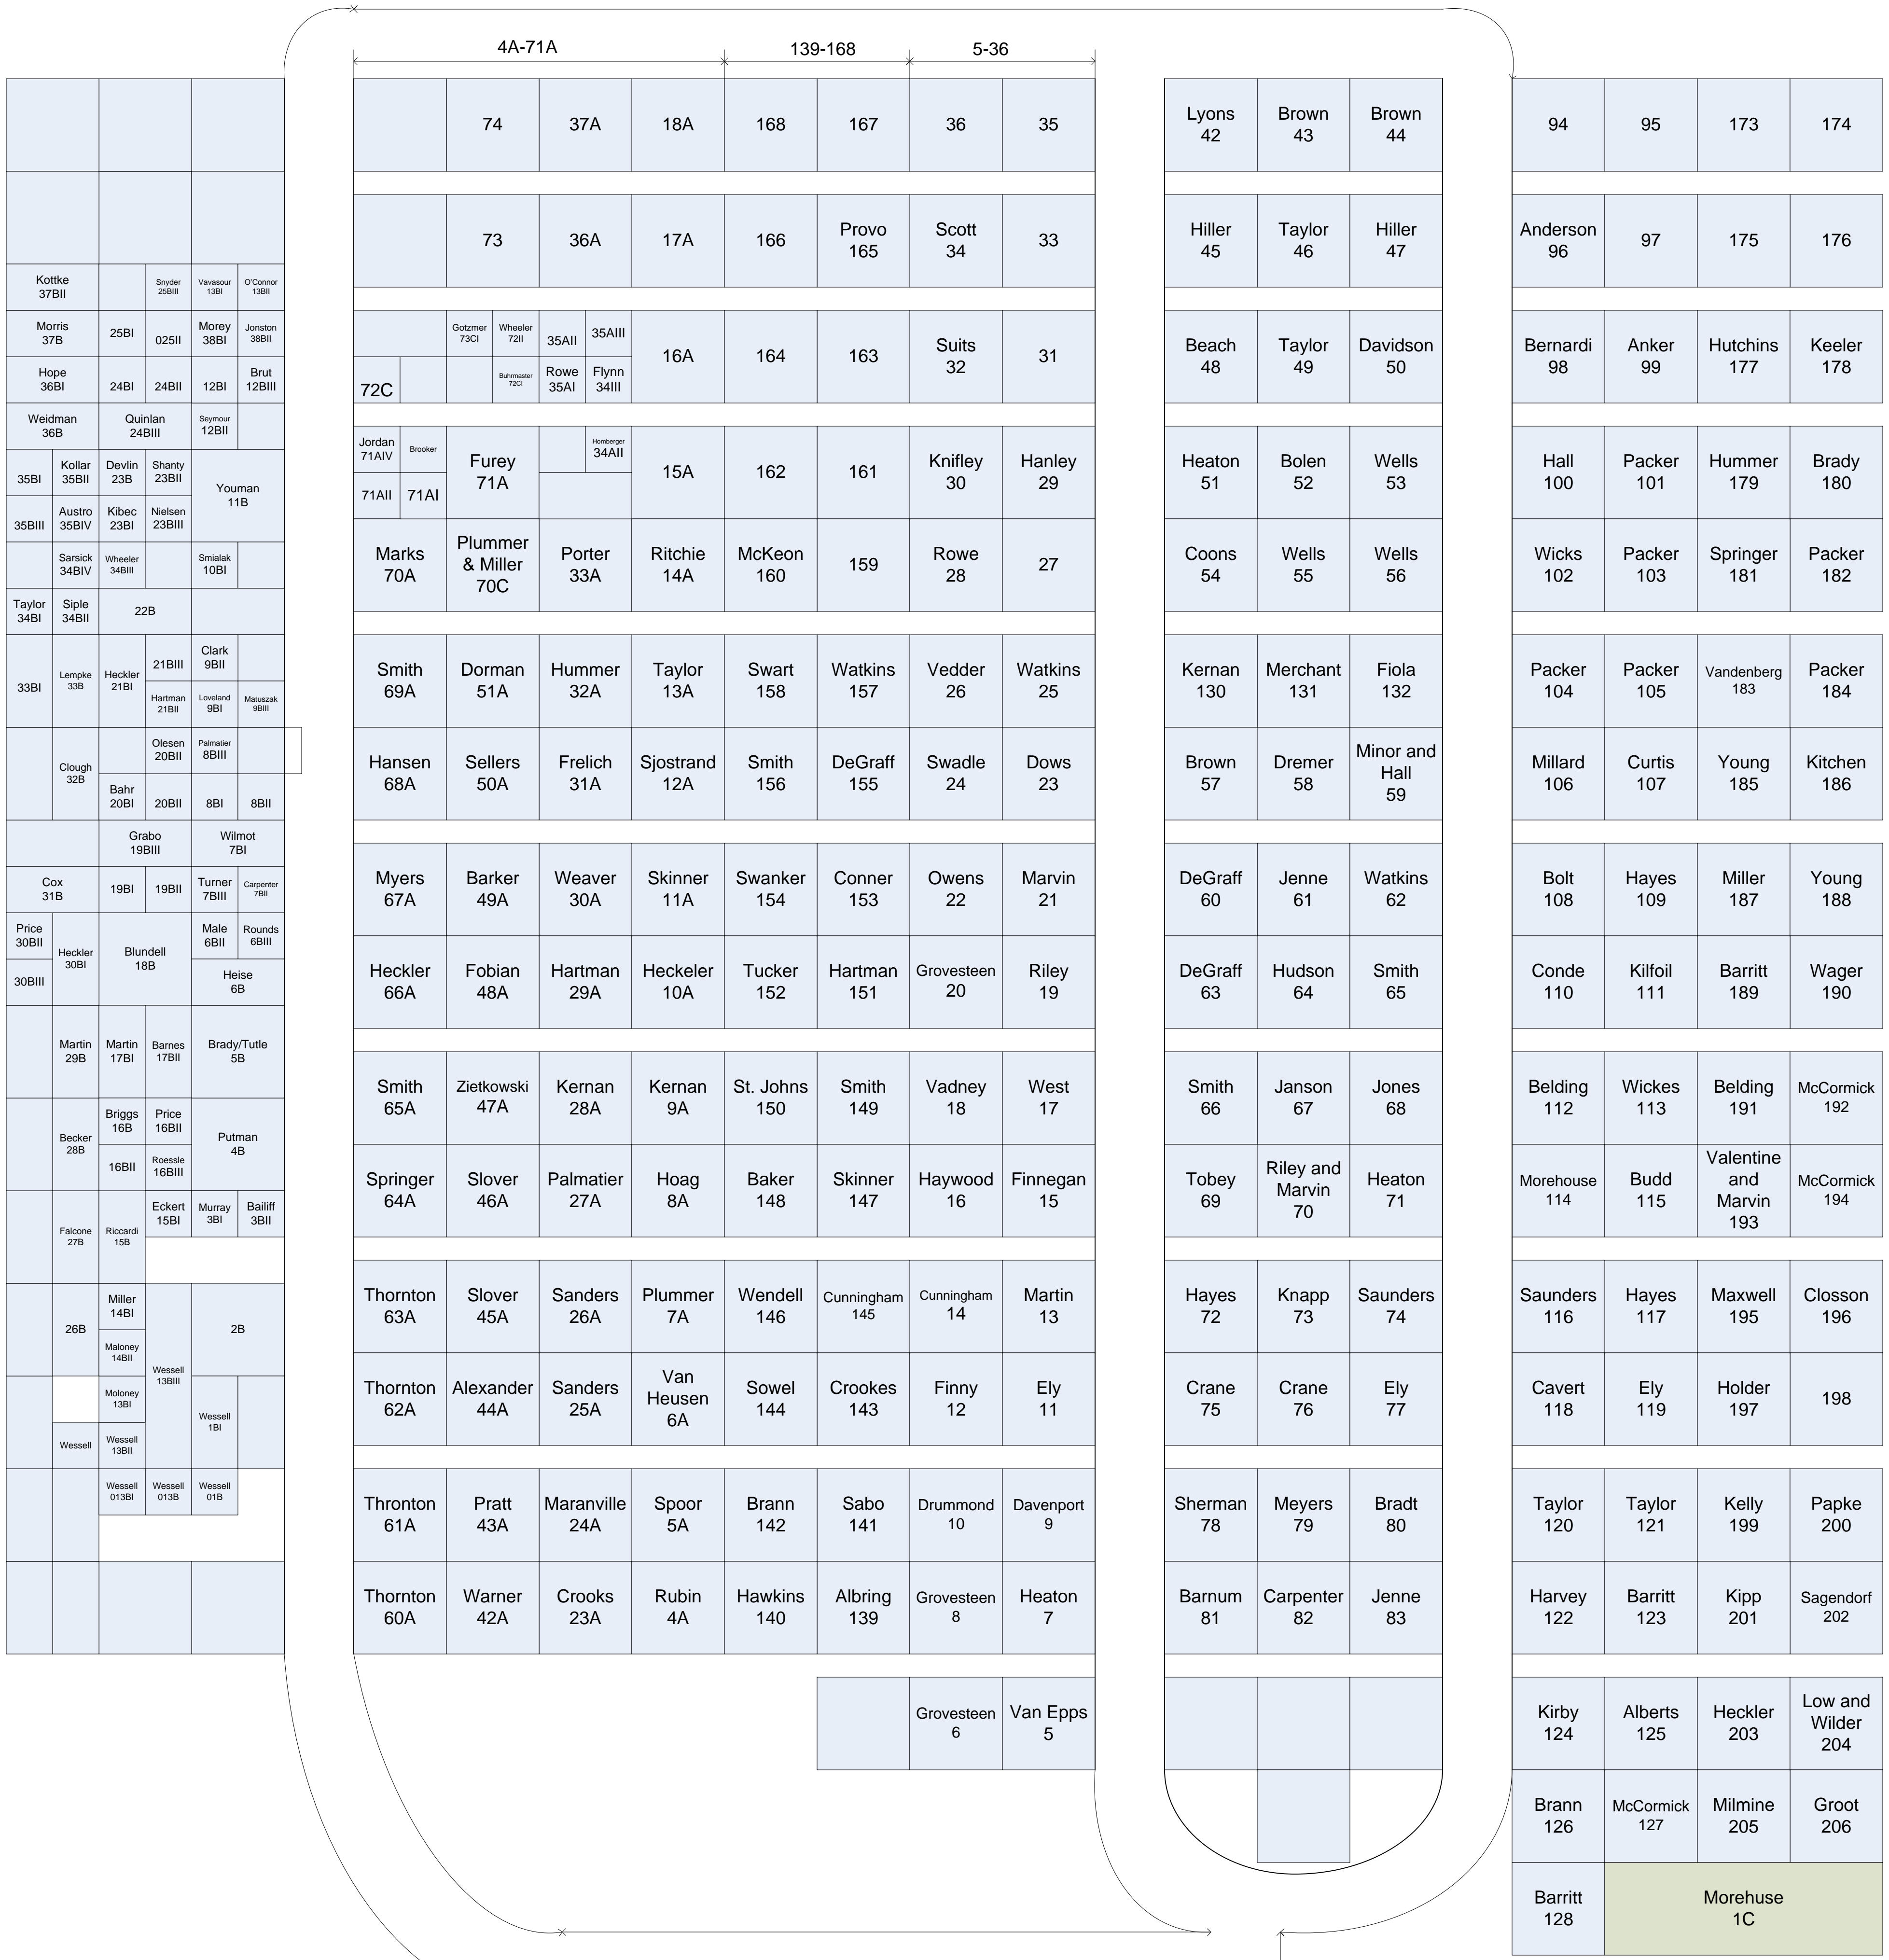 4A-71A
139-168
5-36
74
37A
18A
168
167
36
35
Lyons
42
Brown
43
Brown
44
94
95
173
174
73
36A
17A
166
Provo
165
Scott
34
33
Hiller
45
Taylor
46
Hiller
47
Anderson
96
97
175
176
Kottke
37BII
Snyder
25BIII
Vavasour
13BI
O'Connor
13BII
Morris
37B
25BI
025II
Morey
38BI
Jonston
38BII
Hope
36BI
24BI
24BII
12BI
Brut
12BIII
Gotzmer
73CI
Wheeler
72II
35AII
35AIII
72C
Buhrmaster
72CI
Rowe
35AI
Flynn
34III
16A
164
163
Suits
32
31
Beach
48
Taylor
49
Davidson
50
Bernardi
98
Anker
99
Hutchins
177
Keeler
178
Weidman
36B
Quinlan
24BIII
Seymour
12BII
35BI
Kollar
35BII
Devlin
23B
Shanty
23BII
Youman
11B
35BIII
Austro
35BIV
Kibec
23BI
Nielsen
23BIII
Jordan
71AIV
Brooker
71AII
71AI
Furey
71A
Homberger
34AII
15A
162
161
Knifley
30
Hanley
29
Heaton
51
Bolen
52
Wells
53
Hall
100
Packer
101
Hummer
179
Brady
180
Sarsick
34BIV
Wheeler
34BIII
Smialak
10BI
Taylor
34BI
Siple
34BII
22B
Marks
70A
Plummer
& Miller
70C
Porter
33A
Ritchie
14A
McKeon
160
159
Rowe
28
27
Coons
54
Wells
55
Wells
56
Wicks
102
Packer
103
Springer
181
Packer
182
33BI
Lempke
33B
Heckler
21BI
21BIII
Clark
9BII
Hartman
21BII
Loveland
9BI
Matuszak
9BIII
Smith
69A
Dorman
51A
Hummer
32A
Taylor
13A
Swart
158
Watkins
157
Vedder
26
Watkins
25
Kernan
130
Merchant
131
Fiola
132
Packer
104
Packer
105
Vandenberg
183
Packer
184
Clough
32B
Olesen
20BII
Palmatier
8BIII
Bahr
20BI
20BII
8BI
8BII
Hansen
68A
Sellers
50A
Frelich
31A
Sjostrand
12A
Smith
156
DeGraff
155
Swadle
24
Dows
23
Brown
57
Dremer
58
Minor and
Hall
59
Millard
106
Curtis
107
Young
185
Kitchen
186
Grabo
19BIII
Wilmot
7BI
Cox
31B
19BI
19BII
Turner
7BIII
Carpenter
7BII
Myers
67A
Barker
49A
Weaver
30A
Skinner
11A
Swanker
154
Conner
153
Owens
22
Marvin
21
DeGraff
60
Jenne
61
Watkins
62
Bolt
108
Hayes
109
Miller
187
Young
188
Price
30BII
Heckler
30BI
Blundell
18B
Male
6BII
Rounds
6BIII
30BIII
Heise
6B
Heckler
66A
Fobian
48A
Hartman
29A
Heckeler
10A
Tucker
152
Hartman
151
Grovesteen
20
Riley
19
DeGraff
63
Hudson
64
Smith
65
Conde
110
Kilfoil
111
Barritt
189
Wager
190
Martin
29B
Martin
17BI
Barnes
17BII
Brady/Tutle
5B
Smith
65A
Zietkowski
47A
Kernan
28A
Kernan
9A
St. Johns
150
Smith
149
Vadney
18
West
17
Smith
66
Janson
67
Jones
68
Belding
112
Wickes
113
Belding
191
McCormick
192
Becker
28B
Briggs
16B
Price
16BII
Putman
4B
16BII
Roessle
16BIII
Springer
64A
Slover
46A
Palmatier
27A
Hoag
8A
Baker
148
Skinner
147
Haywood
16
Finnegan
15
Tobey
69
Riley and
Marvin
70
Heaton
71
Morehouse
114
Budd
115
Valentine
and
Marvin
193
McCormick
194
Falcone
27B
Riccardi
15B
Eckert
15BI
Murray
3BI
Bailiff
3BII
26B
Miller
14BI
Maloney
14BII
Wessell
13BIII
2B
Thornton
63A
Slover
45A
Sanders
26A
Plummer
7A
Wendell
146
Cunningham
145
Cunningham
14
Martin
13
Hayes
72
Knapp
73
Saunders
74
Saunders
116
Hayes
117
Maxwell
195
Closson
196
Moloney
13BI
Wessell
1BI
Wessell
Wessell
13BII
Thornton
62A
Alexander
44A
Sanders
25A
Van
Heusen
6A
Sowel
144
Crookes
143
Finny
12
Ely
11
Crane
75
Crane
76
Ely
77
Cavert
118
Ely
119
Holder
197
198
Wessell
013BI
Wessell
013B
Wessell
01B
Thronton
61A
Pratt
43A
Maranville
24A
Spoor
5A
Brann
142
Sabo
141
Drummond
10
Davenport
9
Sherman
78
Meyers
79
Bradt
80
Taylor
120
Taylor
121
Kelly
199
Papke
200
Thornton
60A
Warner
42A
Crooks
23A
Rubin
4A
Hawkins
140
Albring
139
Grovesteen
8
Heaton
7
Barnum
81
Carpenter
82
Jenne
83
Harvey
122
Barritt
123
Kipp
201
Sagendorf
202
Grovesteen
6
Van Epps
5
Kirby
124
Alberts
125
Heckler
203
Low and
Wilder
204
Brann
126
McCormick
127
Milmine
205
Groot
206
Barritt
128
Morehuse
1C